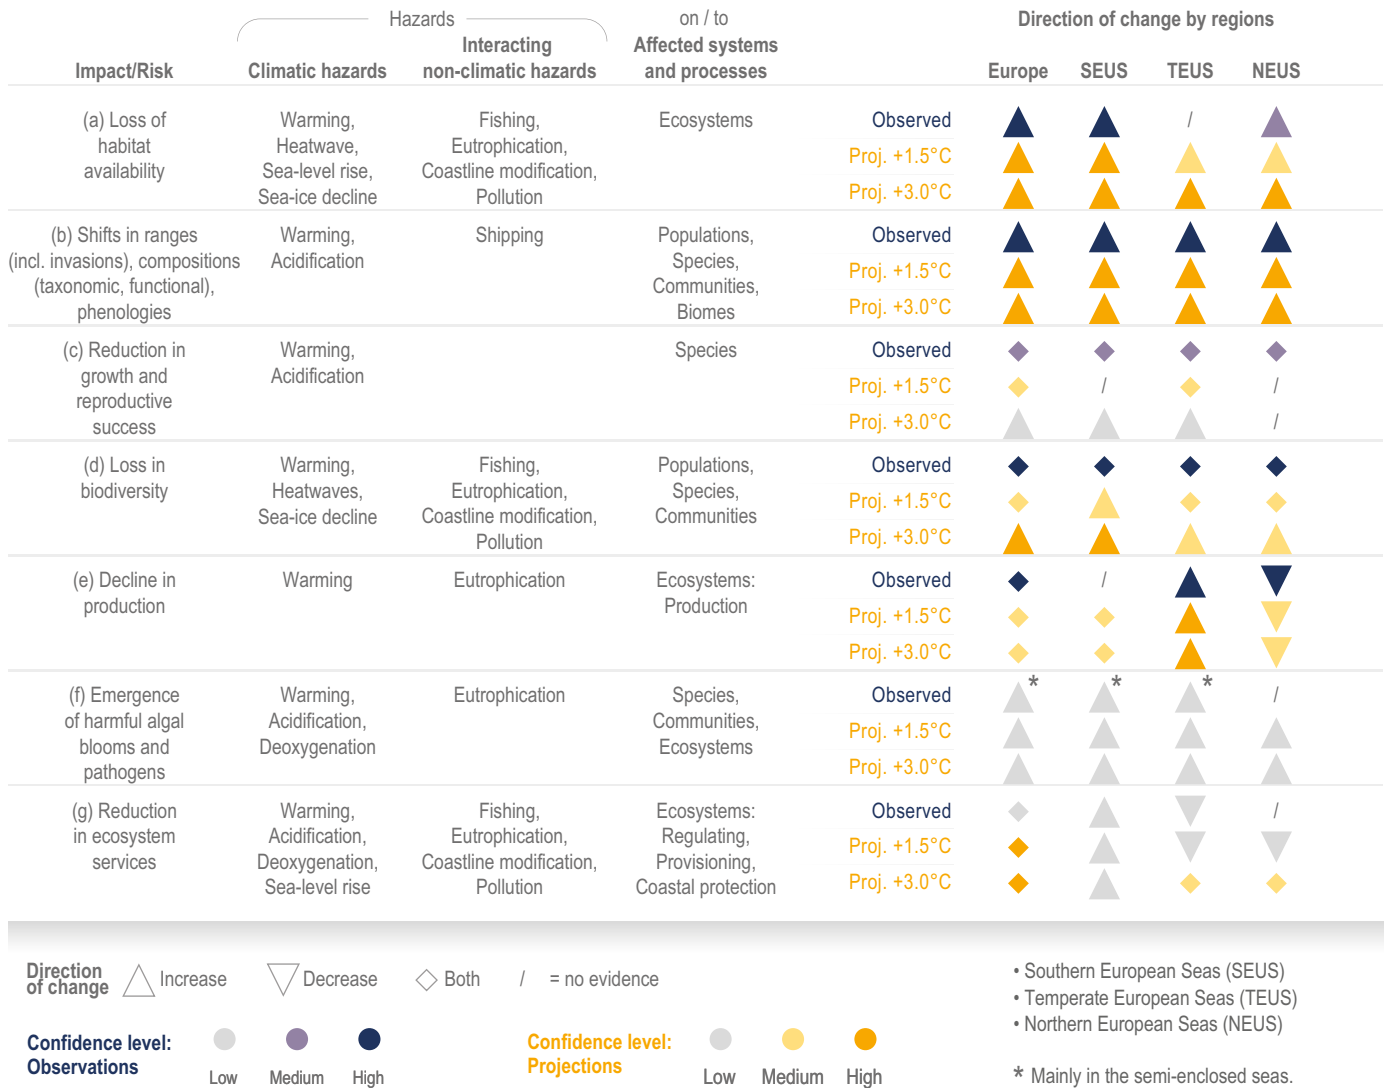 Hazards
on / to
Direction of change by regions
Interacting
Affected systems
Impact/Risk
Climatic hazards
non-climatic hazards
and processes
Europe SEUS TEUS NEUS
(a) Loss of
habitat
availability
Warming,
Heatwave,
Sea-level rise,
Sea-ice decline
Fishing,
Eutrophication,
Coastline modification,
Pollution
Ecosystems
Observed /
Proj. +1.5°C
Proj. +3.0°C
(b) Shifts in ranges
(incl. invasions), compositions
(taxonomic, functional),
phenologies
Warming,
Acidification
Shipping
Populations,
Species,
Communities,
Biomes
Observed
Proj. +1.5°C
Proj. +3.0°C
(c) Reduction in
growth and
reproductive
success
Warming,
Acidification
Species
Observed
Proj. +1.5°C / /
Proj. +3.0°C /
(d) Loss in
biodiversity
Warming,
Heatwaves,
Sea-ice decline
Fishing,
Eutrophication,
Coastline modification,
Pollution
Populations,
Species,
Communities
Observed
Proj. +1.5°C
Proj. +3.0°C
(e) Decline in
production
Warming
Eutrophication
Ecosystems:
Production
Observed /
Proj. +1.5°C
Proj. +3.0°C
(f) Emergence
of harmful algal
blooms and
pathogens
Warming,
Acidification,
Deoxygenation
Eutrophication
Species,
Communities,
Ecosystems
Observed * * * /
Proj. +1.5°C
Proj. +3.0°C
(g) Reduction
in ecosystem
services
Warming,
Acidification,
Deoxygenation,
Sea-level rise
Fishing,
Eutrophication,
Coastline modification,
Pollution
Ecosystems:
Regulating,
Provisioning,
Coastal protection
Observed /
Proj. +1.5°C
Proj. +3.0°C
Direction
of change
Increase
Decrease
Both
/ = no evidence
Confidence level:
Observations
Low Medium High
Confidence level:
Projections
Low Medium High
• Southern European Seas (SEUS)
• Temperate European Seas (TEUS)
• Northern European Seas (NEUS)
* Mainly in the semi-enclosed seas.